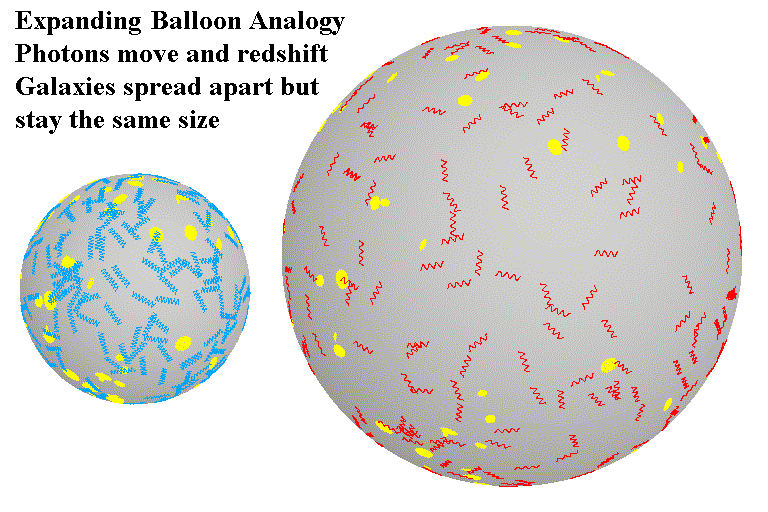 Expanding Balloon Analogy
Photons move and redshift
Galaxies spread apart but
stay the same size